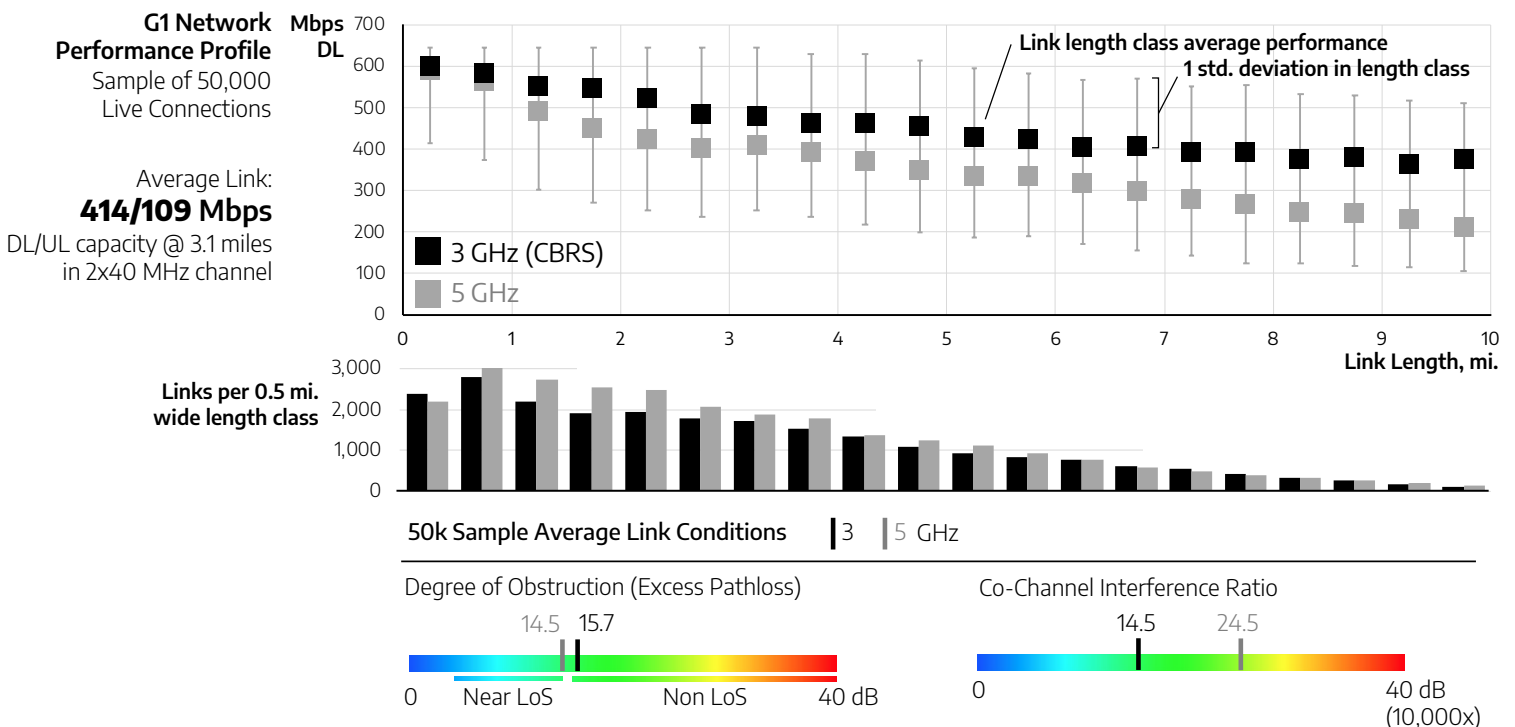 G1 Network
Performance Profile
Sample of 50,000
Live Connections
Average Link:
414/109 Mbps
DL/UL capacity @ 3.1 miles
in 2x40 MHz channel
Mbps
DL
700
600
500
400
300
200
100
0
Link length class average performance
1 std. deviation in length class
3 GHz (CBRS)
5 GHz
0 1 2 3 4 5 6 7 8 9 10
Link Length, mi.
Links per 0.5 mi.
wide length class
3,000
2,000
1,000
0
50k Sample Average Link Conditions 3 5 GHz
Degree of Obstruction (Excess Pathloss)
14.5 15.7
0 Near LoS Non LoS 40 dB
Co-Channel Interference Ratio
14.5 24.5
0 40 dB
(10,000x)